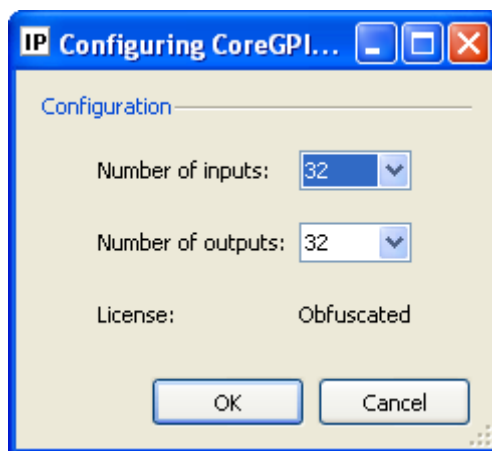 IP Configuring CoreGPI...
Configuration
Number of inputs: 32
Number of outputs: 32
License: Obfuscated
OK Cancel